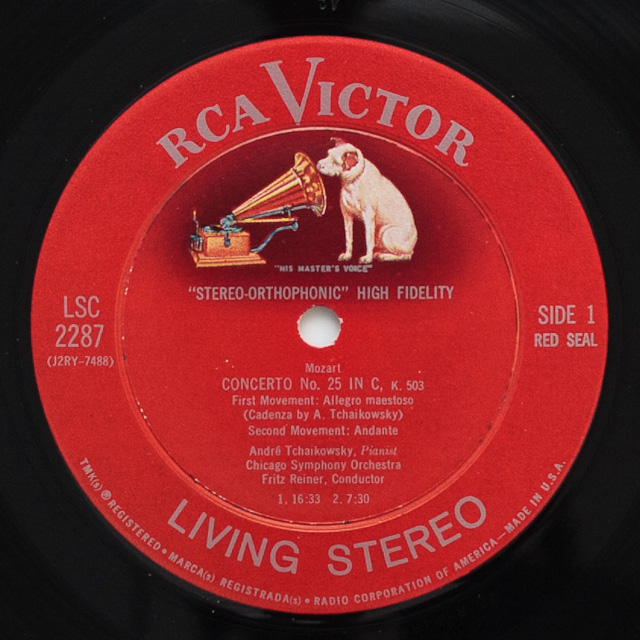 RCA VICTOR
"HIS MASTER'S VOICE"
"STEREO-ORTHOPHONIC" HIGH FIDELITY
LSC
2287
(J2RY-7488)
SIDE 1
RED SEAL
Mozart
CONCERTO No. 25 IN C, K. 503
First Movement: Allegro maestoso
(Cadenza by A. Tchaikowsky)
Second Movement: Andante
André Tchaikowsky, Pianist
Chicago Symphony Orchestra
Fritz Reiner, Conductor
1. 16:33 2. 7:30
LIVING STEREO
TMK(s) ® REGISTERED • MARCA(s) REGISTRADA(s) • RADIO CORPORATION OF AMERICA—MADE IN U.S.A.